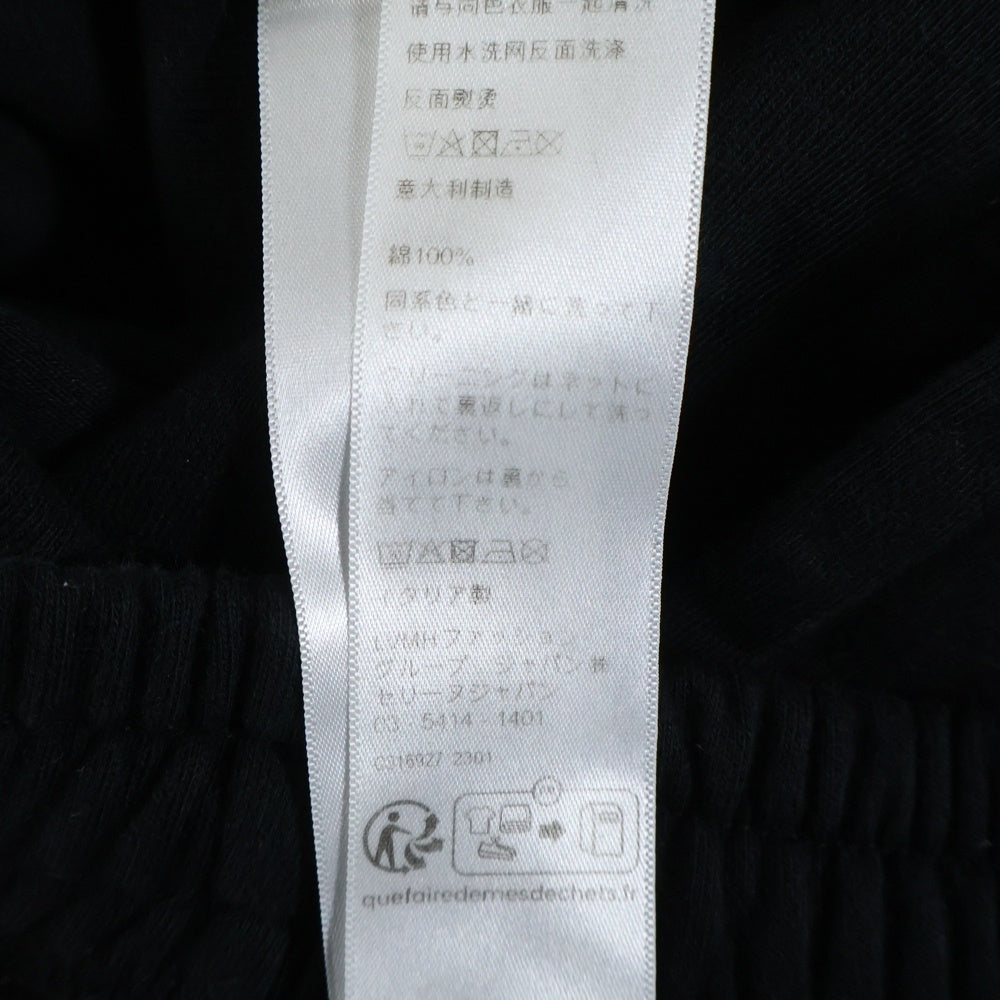 请与同色衣服一起清洗
使用水洗网反面洗涤
反面熨烫
意大利制造
綿100%
同系色と一緒に洗って下
さい。
クリーニングはネットに
入れて裏返しにして洗っ
てください。
アイロンは裏から
当てて下さい。
イタリア製
LVMHファッション
グループ ジャパン㈱
セリーヌジャパン
03 - 5414 - 1401
0316927 2301
quefairedemesdechets.fr